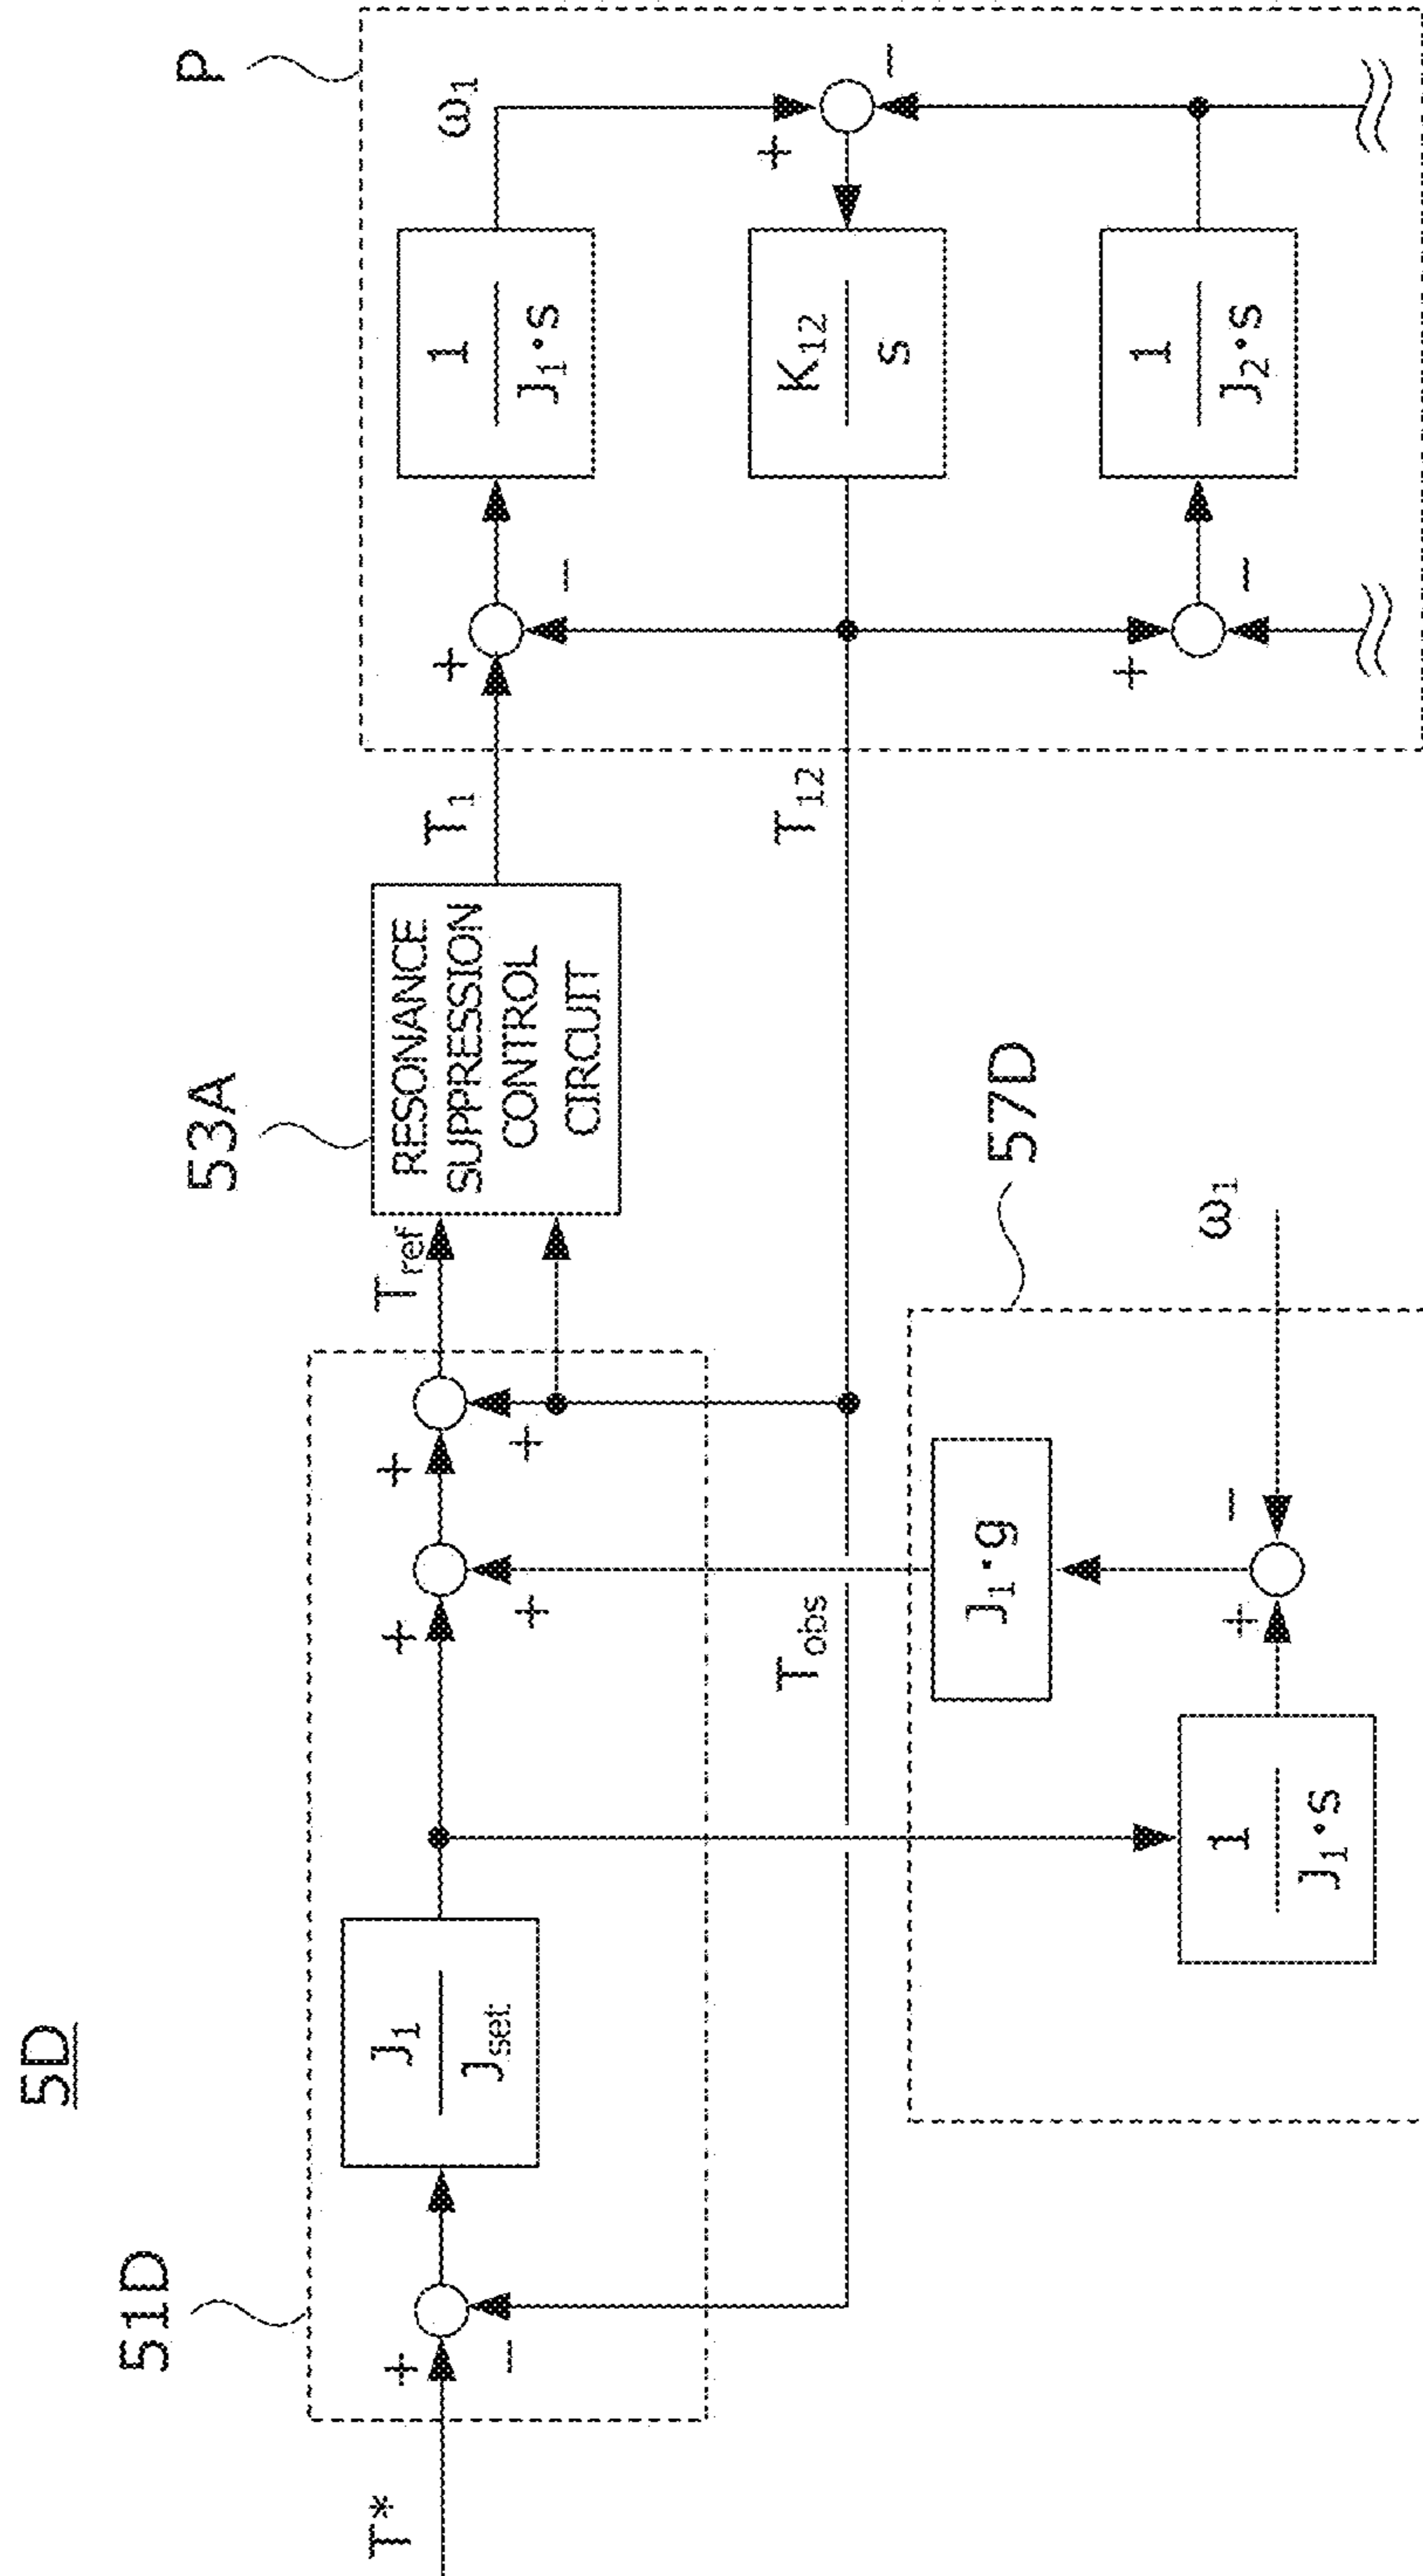 5D
51D
53A
P
T*
+
−
J₁
Jset
+
+
+
+
Tref
RESONANCE
SUPPRESSION
CONTROL
CIRCUIT
T₁
+
−
1
J₁·s
ω₁
Tobs
T₁₂
K₁₂
s
+
−
57D
J₁·g
1
J₁·s
+
−
ω₁
+
−
1
J₂·s